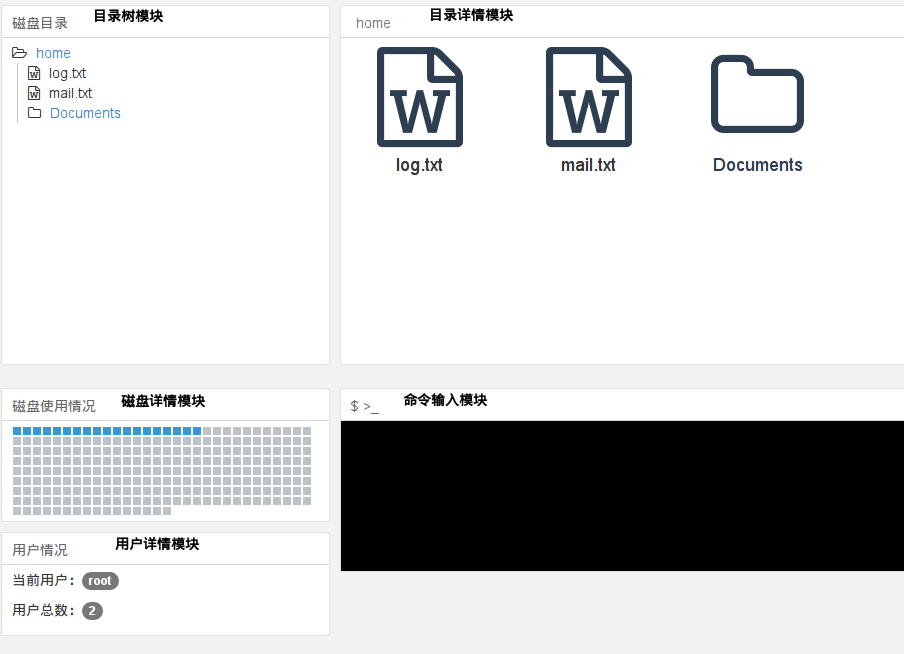 磁盘目录 目录树模块
home
log.txt
mail.txt
Documents
home 目录详情模块
W
log.txt
W
mail.txt
Documents
磁盘使用情况 磁盘详情模块
用户情况 用户详情模块
当前用户： root
用户总数： 2
$ >_ 命令输入模块